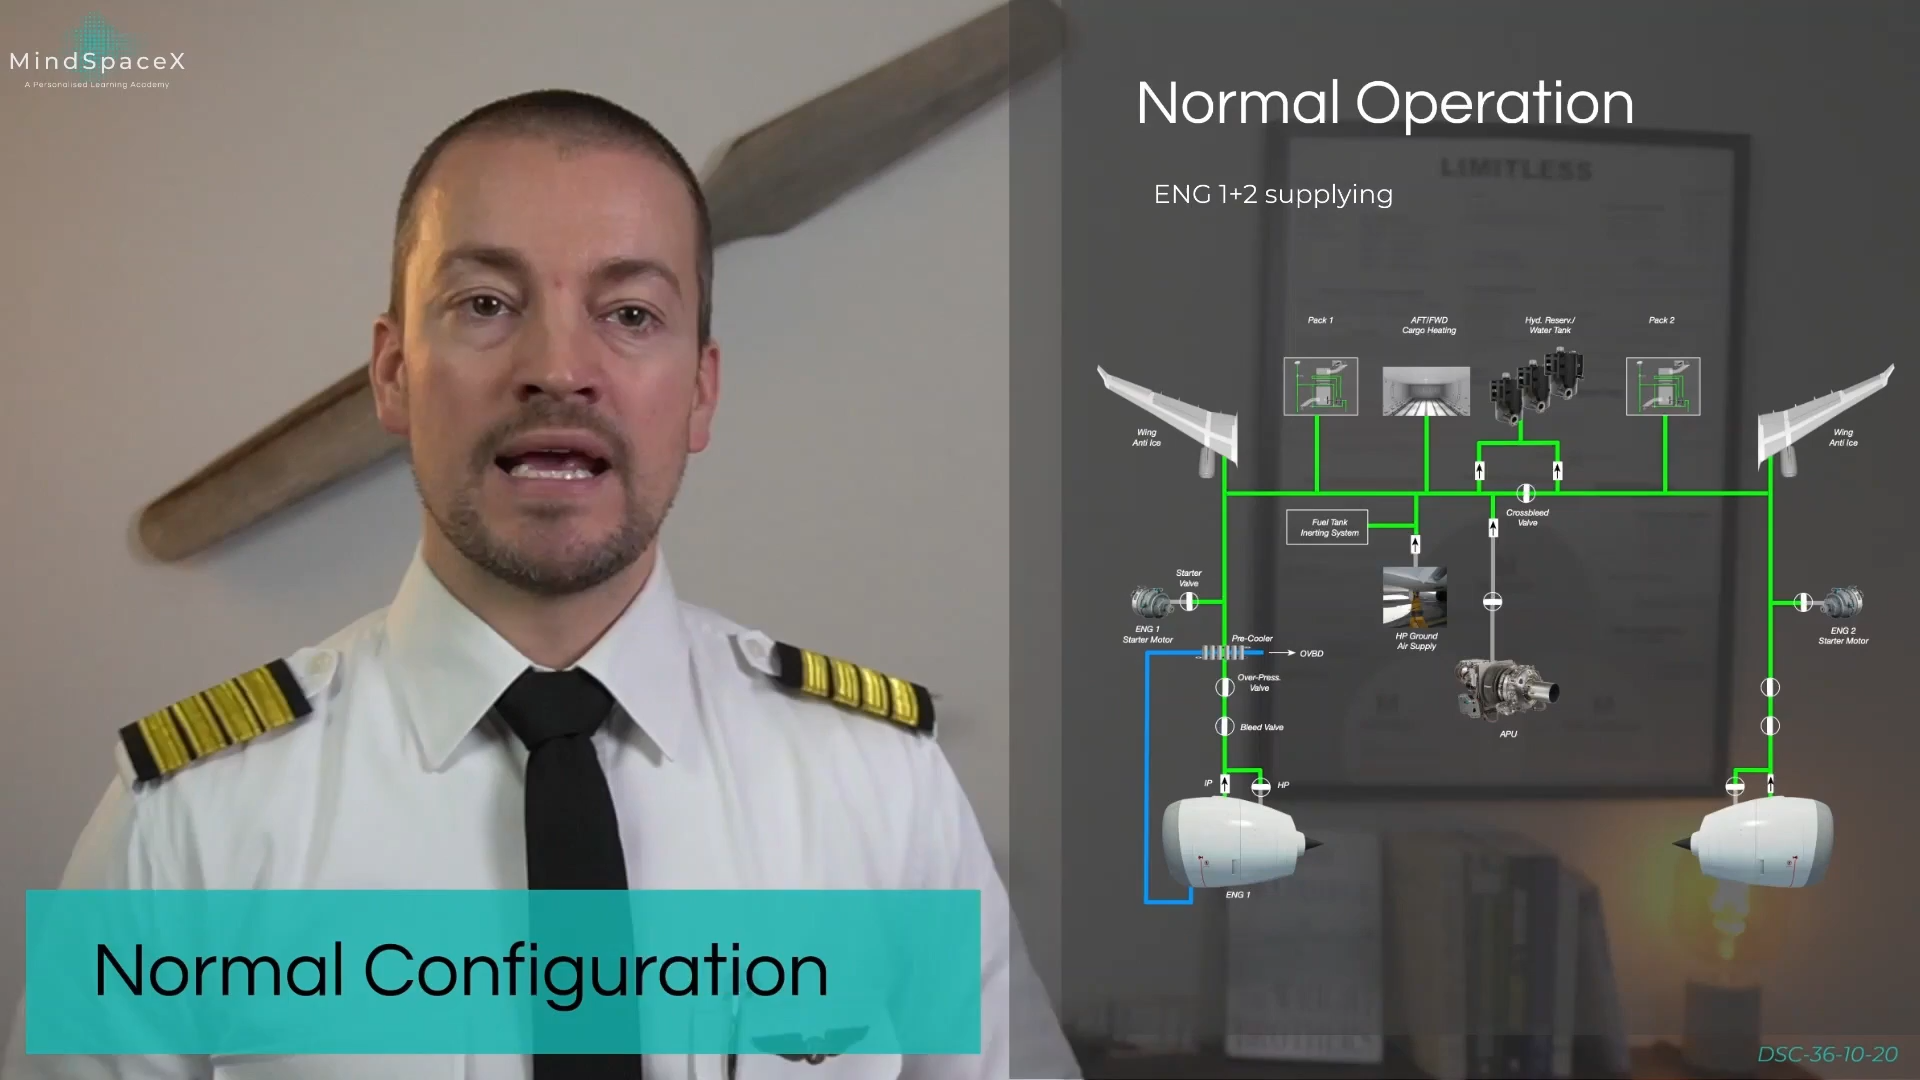 MindSpaceX
A Personalised Learning Academy
Normal Operation
LIMITLESS
ENG 1+2 supplying
Pack 1
AFT/FWD
Cargo Heating
Hyd. Reserv./
Water Tank
Pack 2
Wing
Anti Ice
Wing
Anti Ice
Crossbleed
Valve
Fuel Tank
Inerting System
Starter
Valve
ENG 1
Starter Motor
HP Ground
Air Supply
ENG 2
Starter Motor
Pre-Cooler
OVBD
Over-Press.
Valve
Bleed Valve
APU
IP
HP
ENG 1
Normal Configuration
DSC-36-10-20